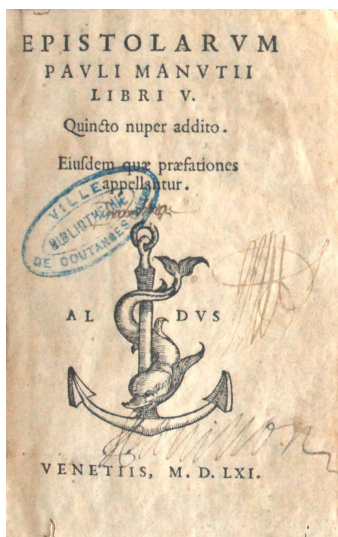 EPISTOLARVM
PAVLI MANVTII
LIBRI V.
Quincto nuper addito.
Eiusdem quæ præfationes
appellantur.
VILLE
BIBLIOTHÈQUE
DE COUTANCES
AL DVS
VENETIIS, M. D. LXI.